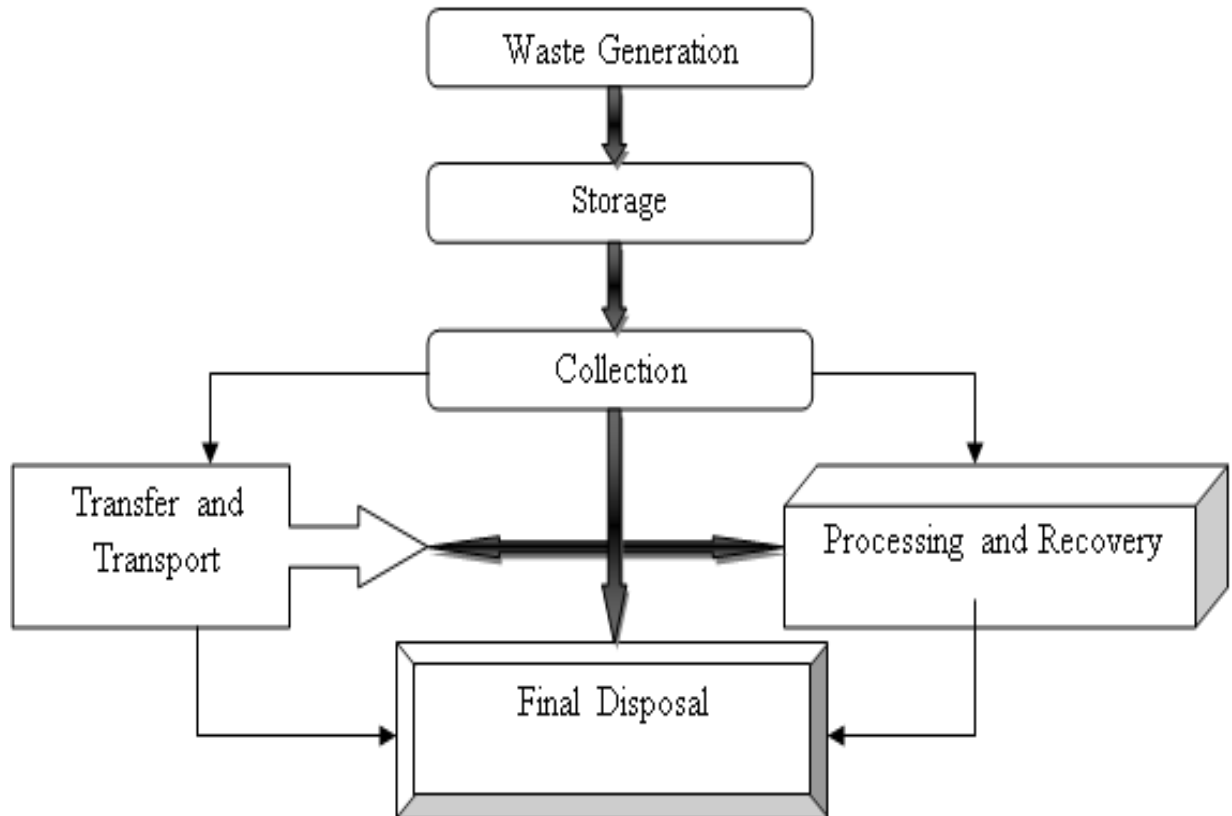 Waste Generation
Storage
Collection
Transfer and
Transport
Processing and Recovery
Final Disposal